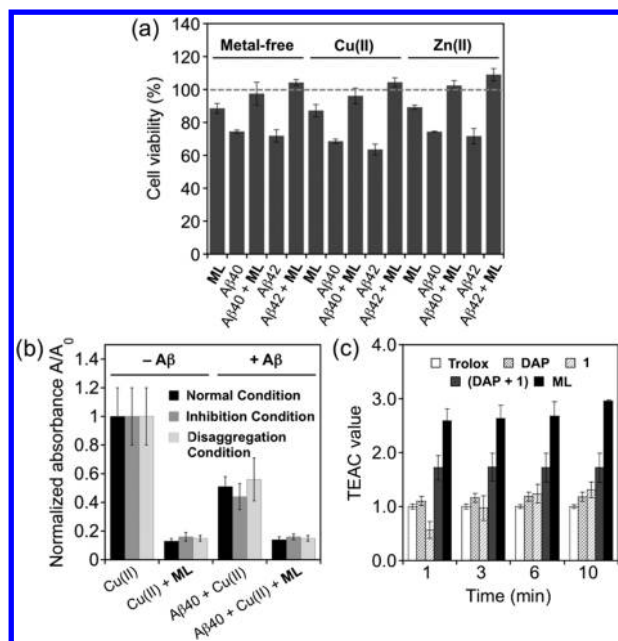 (a)
Metal-free Cu(II) Zn(II)
140
120
100
80
60
40
20
0
Cell viability (%)
ML
Aβ40
Aβ40 + ML
Aβ42
Aβ42 + ML
ML
Aβ40
Aβ40 + ML
Aβ42
Aβ42 + ML
ML
Aβ40
Aβ40 + ML
Aβ42
Aβ42 + ML
(b)
– Aβ + Aβ
1.4
1.2
1
0.8
0.6
0.4
0.2
0
Normalized absorbance A/A0
Normal Condition
Inhibition Condition
Disaggregation
Condition
Cu(II)
Cu(II) + ML
Aβ40 + Cu(II)
Aβ40 + Cu(II) + ML
(c)
Trolox DAP 1
(DAP + 1) ML
4.0
3.0
2.0
1.0
0
TEAC value
1 3 6 10
Time (min)